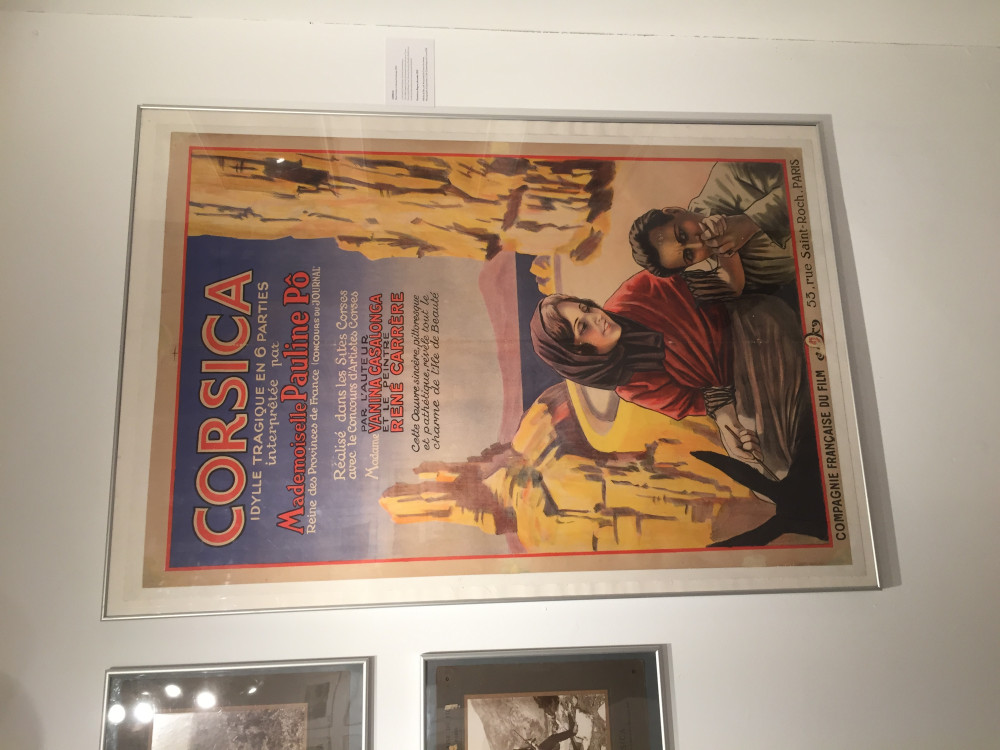 CORSICA
IDYLLE TRAGIQUE EN 6 PARTIES
interprétée par
Mademoiselle Pauline Pô
Reine des Provinces de France (CONCOURS DU JOURNAL
Réalisé dans les Sites Corses
avec le Concours d'Artistes Corses
PAR L'AUTEUR
Madame VANINA CASALONGA
ET LE PEINTRE
RENÉ CARRÈRE
Cette Œuvre sincère, pittoresque
et pathétique, révèle tout le
charme de l'Ile de Beauté
COMPAGNIE FRANÇAISE DU FILM 53, rue Saint-Roch. PARIS